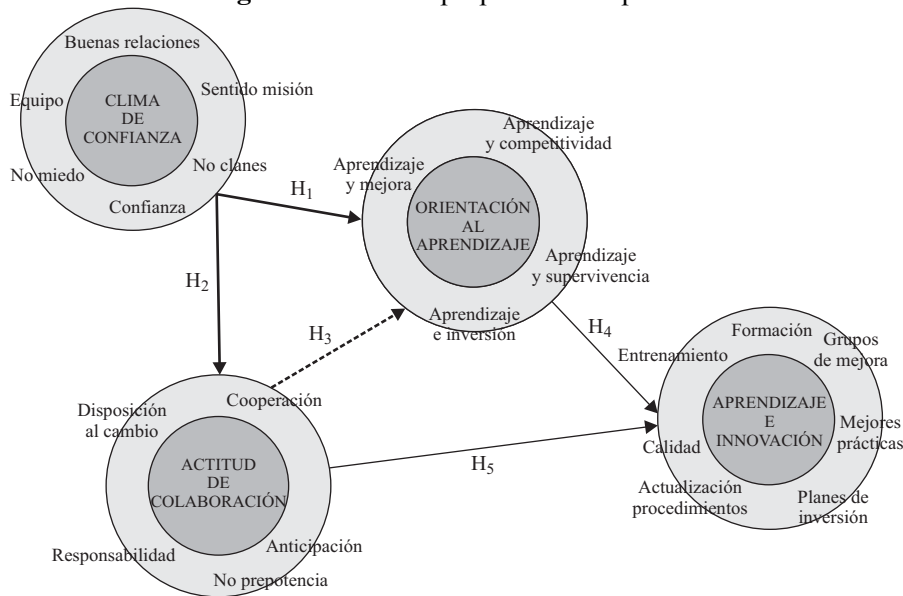 Buenas relaciones
Equipo
Sentido misión
CLIMA
DE
CONFIANZA
No miedo
No clanes
Confianza
H1
H2
Aprendizaje
y competitividad
Aprendizaje
y mejora
ORIENTACIÓN
AL
APRENDIZAJE
Aprendizaje
y supervivencia
Aprendizaje
e inversión
H3
H4
Cooperación
Disposición
al cambio
ACTITUD
DE
COLABORACIÓN
Responsabilidad
Anticipación
No prepotencia
H5
Formación
Entrenamiento
Grupos
de mejora
APRENDIZAJE
E
INNOVACIÓN
Mejores
prácticas
Calidad
Actualización
procedimientos
Planes de
inversión